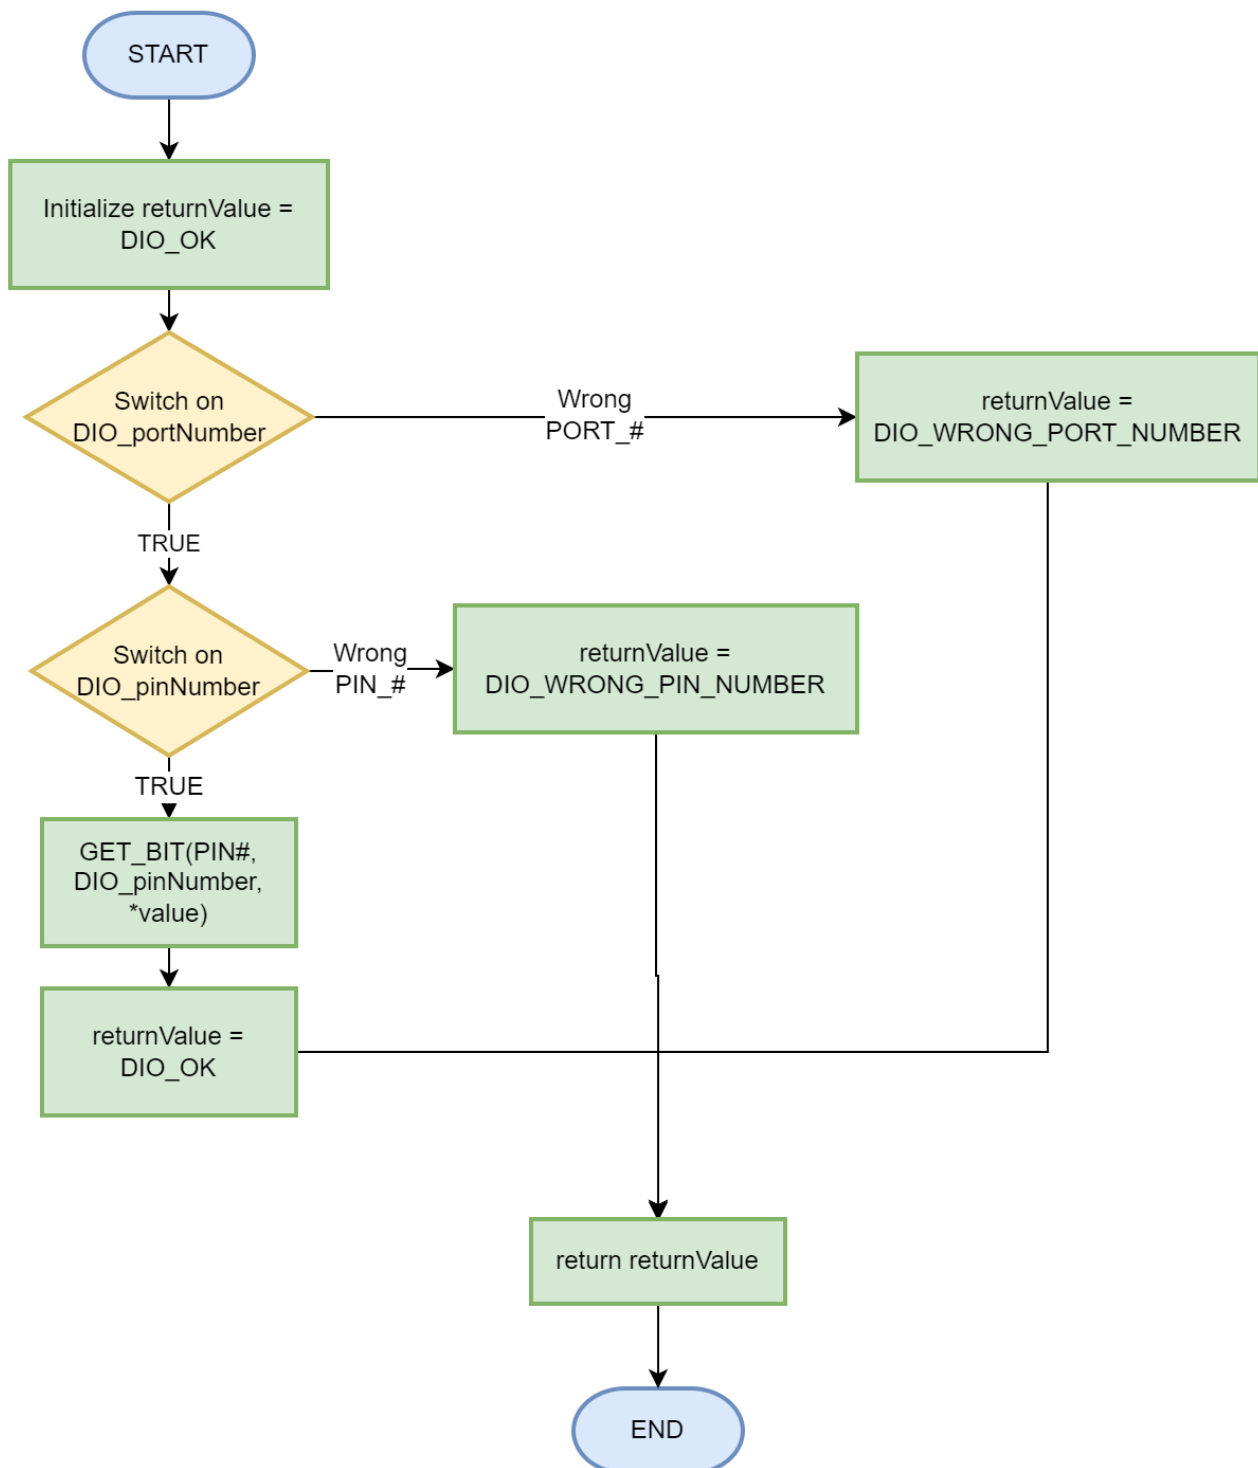 START
Initialize returnValue =
DIO_OK
Switch on
DIO_portNumber
Wrong
PORT_#
returnValue =
DIO_WRONG_PORT_NUMBER
TRUE
Switch on
DIO_pinNumber
Wrong
PIN_#
returnValue =
DIO_WRONG_PIN_NUMBER
TRUE
GET_BIT(PIN#,
DIO_pinNumber,
*value)
returnValue =
DIO_OK
return returnValue
END